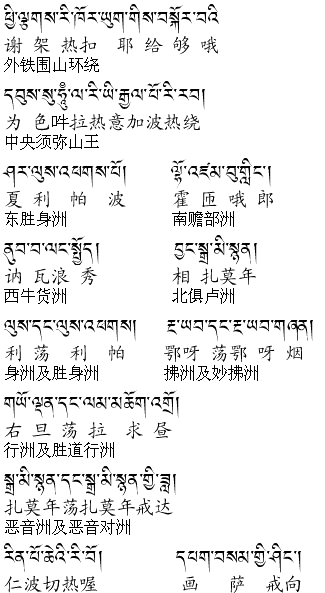 ཕྱི་ལྕགས་རི་ཁོར་ཡུག་གིས་བསྐོར་བའི
谢 架 热扣 耶 给 够 哦
外铁围山环绕
དབུས་སུ་ཧཱུྃ་ལ་རི་ཡི་རྒྱལ་པོ་རི་རབ།
为 色吽拉热意加波热绕
中央须弥山王
ཤར་ལུས་འཕགས་པོ། ལྷོ་འཛམ་བུ་གླིང་།
夏 利 帕 波 霍 匝 哦 郎
东胜身洲 南赡部洲
ནུབ་བ་ལང་སྤྱོད། བྱང་སྒྲ་མི་སྙན།
讷 瓦浪 秀 相 扎莫年
西牛货洲 北俱卢洲
ལུས་དང་ལུས་འཕགས། རྔ་ཡབ་དང་རྔ་ཡབ་གཞན།
利 荡 利 帕 鄂呀 荡鄂 呀 烟
身洲及胜身洲 拂洲及妙拂洲
གཡོ་ལྡན་དང་ལམ་མཆོག་འགྲོ།
右 旦 荡拉 求 昼
行洲及胜道行洲
སྒྲ་མི་སྙན་དང་སྒྲ་མི་སྙན་གྱི་ཟླ།
扎莫年荡扎莫年戒达
恶音洲及恶音对洲
རིན་པོ་ཆེའི་རི་བོ། དཔག་བསམ་གྱི་ཤིང་།
仁波切热喔 画 萨 戒向